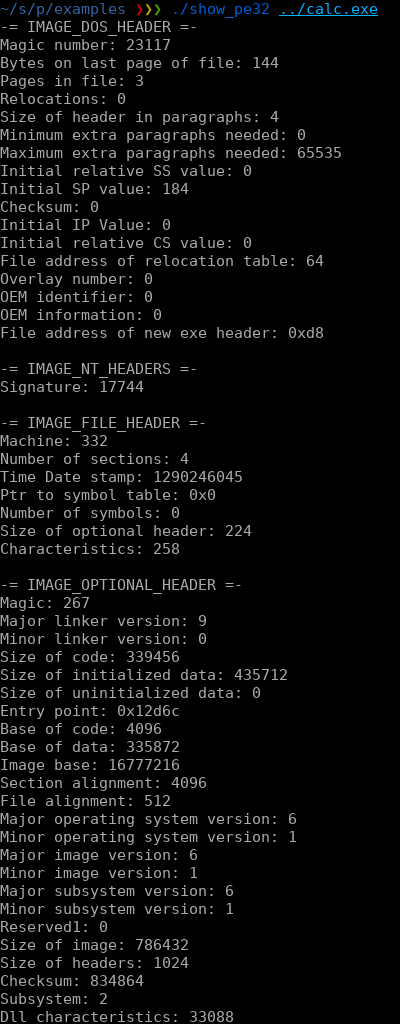 ~/s/p/examples ❯❯❯ ./show_pe32 ../calc.exe
-= IMAGE_DOS_HEADER =-
Magic number: 23117
Bytes on last page of file: 144
Pages in file: 3
Relocations: 0
Size of header in paragraphs: 4
Minimum extra paragraphs needed: 0
Maximum extra paragraphs needed: 65535
Initial relative SS value: 0
Initial SP value: 184
Checksum: 0
Initial IP Value: 0
Initial relative CS value: 0
File address of relocation table: 64
Overlay number: 0
OEM identifier: 0
OEM information: 0
File address of new exe header: 0xd8

-= IMAGE_NT_HEADERS =-
Signature: 17744

-= IMAGE_FILE_HEADER =-
Machine: 332
Number of sections: 4
Time Date stamp: 1290246045
Ptr to symbol table: 0x0
Number of symbols: 0
Size of optional header: 224
Characteristics: 258

-= IMAGE_OPTIONAL_HEADER =-
Magic: 267
Major linker version: 9
Minor linker version: 0
Size of code: 339456
Size of initialized data: 435712
Size of uninitialized data: 0
Entry point: 0x12d6c
Base of code: 4096
Base of data: 335872
Image base: 16777216
Section alignment: 4096
File alignment: 512
Major operating system version: 6
Minor operating system version: 1
Major image version: 6
Minor image version: 1
Major subsystem version: 6
Minor subsystem version: 1
Reserved1: 0
Size of image: 786432
Size of headers: 1024
Checksum: 834864
Subsystem: 2
Dll characteristics: 33088